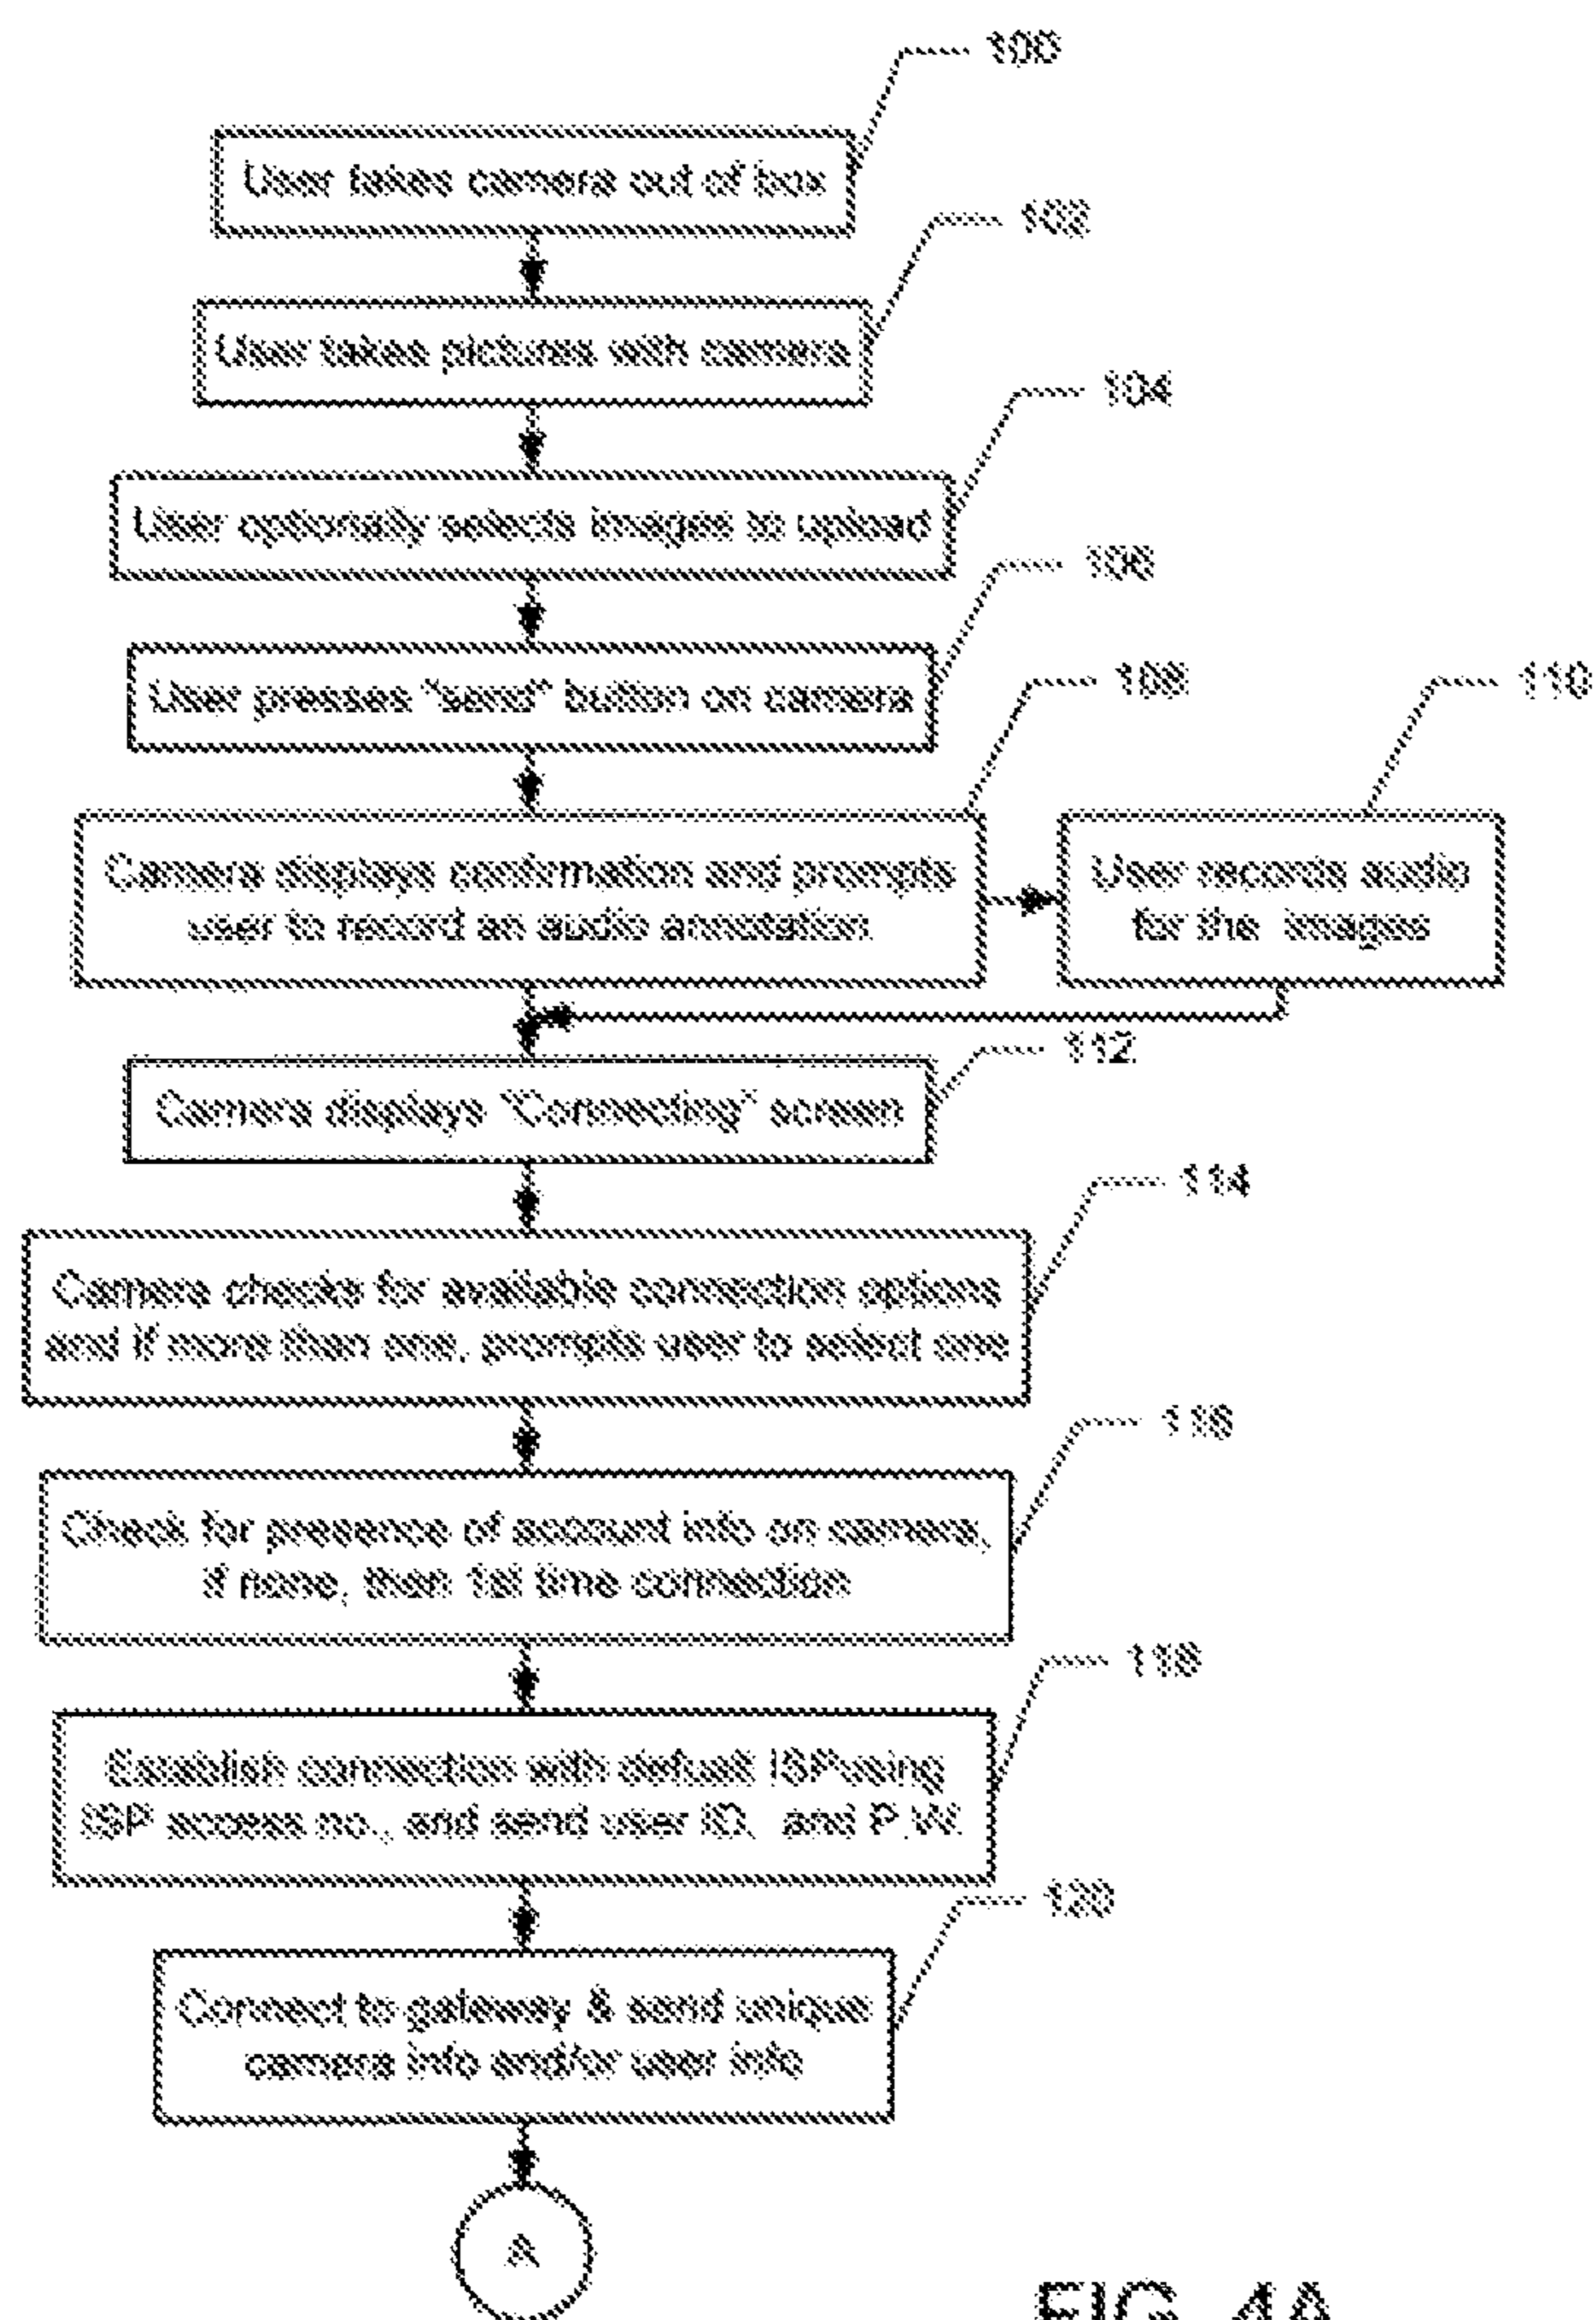 100
User takes camera out of box
102
User takes pictures with camera
104
User optionally selects images to upload
106
User presses "send" button on camera
108
Camera displays confirmation and prompts
user to record an audio annotation
110
User records audio
for the images
112
Camera displays "Connecting" screen
114
Camera checks for available connection options
and if more than one, prompts user to select one
116
Check for presence of account info on camera,
if none, then 1st time connection
118
Establish connection with defualt ISP using
ISP access no., and send user ID, and P.W.
120
Connect to gateway & send unique
camera info and/or user info
A
FIG. 4A